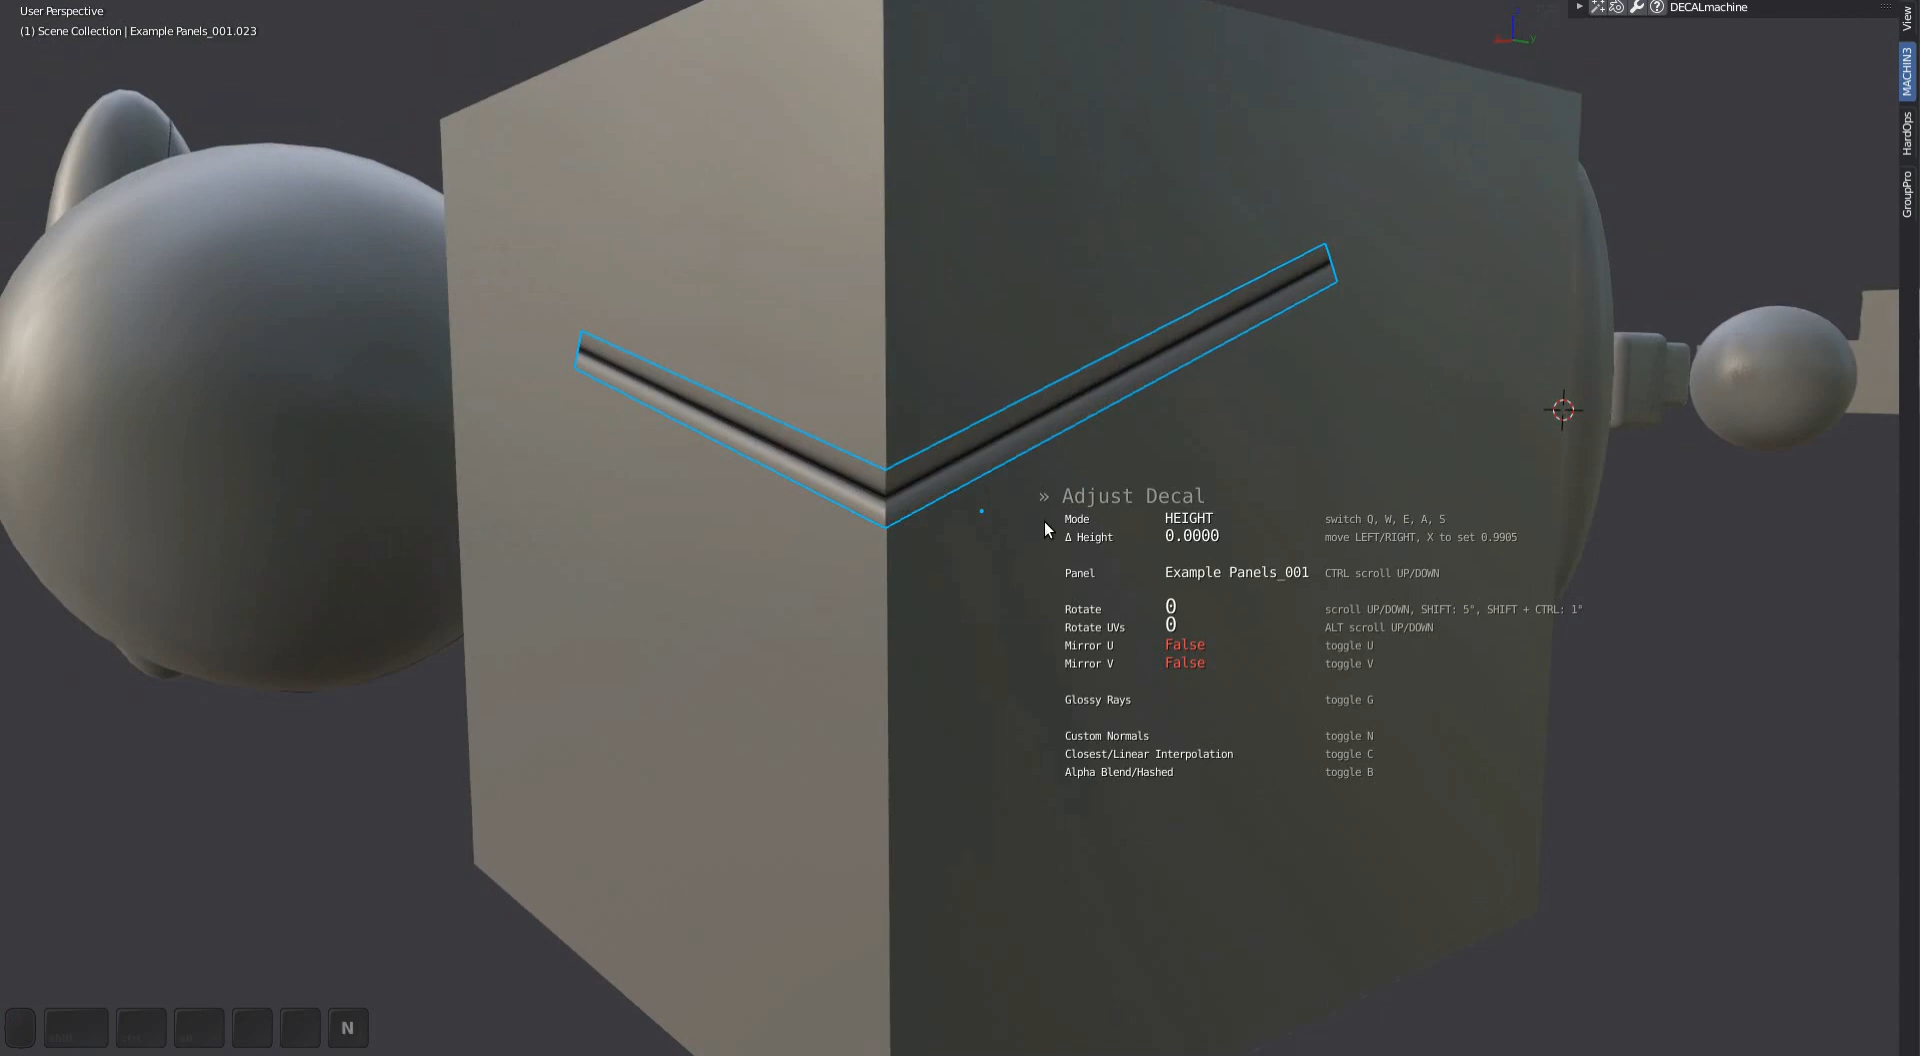 User Perspective
(1) Scene Collection | Example Panels_001.023
DECALmachine
View
MACHIN3
HardOps
GroupPro
Y
» Adjust Decal
Mode HEIGHT switch Q, W, E, A, S
Δ Height 0.0000 move LEFT/RIGHT, X to set 0.9905
Panel Example Panels_001 CTRL scroll UP/DOWN
Rotate 0 scroll UP/DOWN, SHIFT: 5°, SHIFT + CTRL: 1°
Rotate UVs 0 ALT scroll UP/DOWN
Mirror U False toggle U
Mirror V False toggle V
Glossy Rays toggle G
Custom Normals toggle N
Closest/Linear Interpolation toggle C
Alpha Blend/Hashed toggle B
N